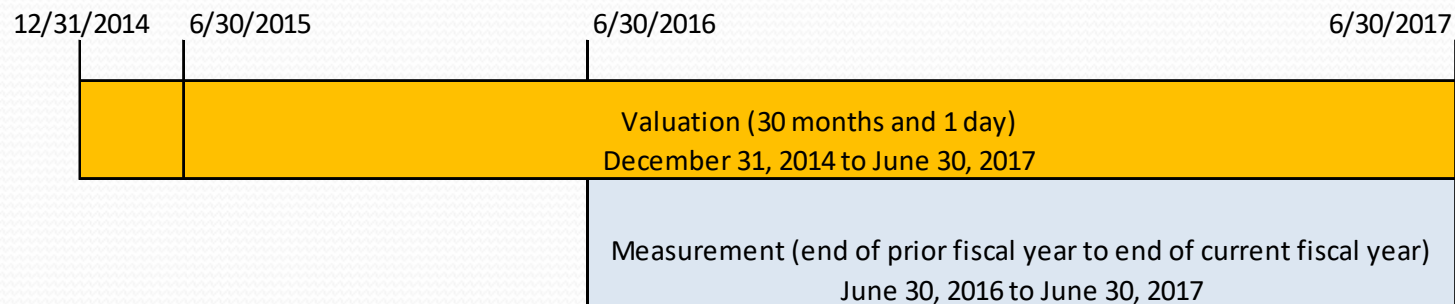 12/31/2014 6/30/2015 6/30/2016 6/30/2017
Valuation (30 months and 1 day)
December 31, 2014 to June 30, 2017
Measurement (end of prior fiscal year to end of current fiscal year)
June 30, 2016 to June 30, 2017